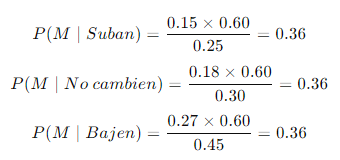 P(M | Suban) = 0.15 × 0.60 / 0.25 = 0.36
P(M | No cambien) = 0.18 × 0.60 / 0.30 = 0.36
P(M | Bajen) = 0.27 × 0.60 / 0.45 = 0.36